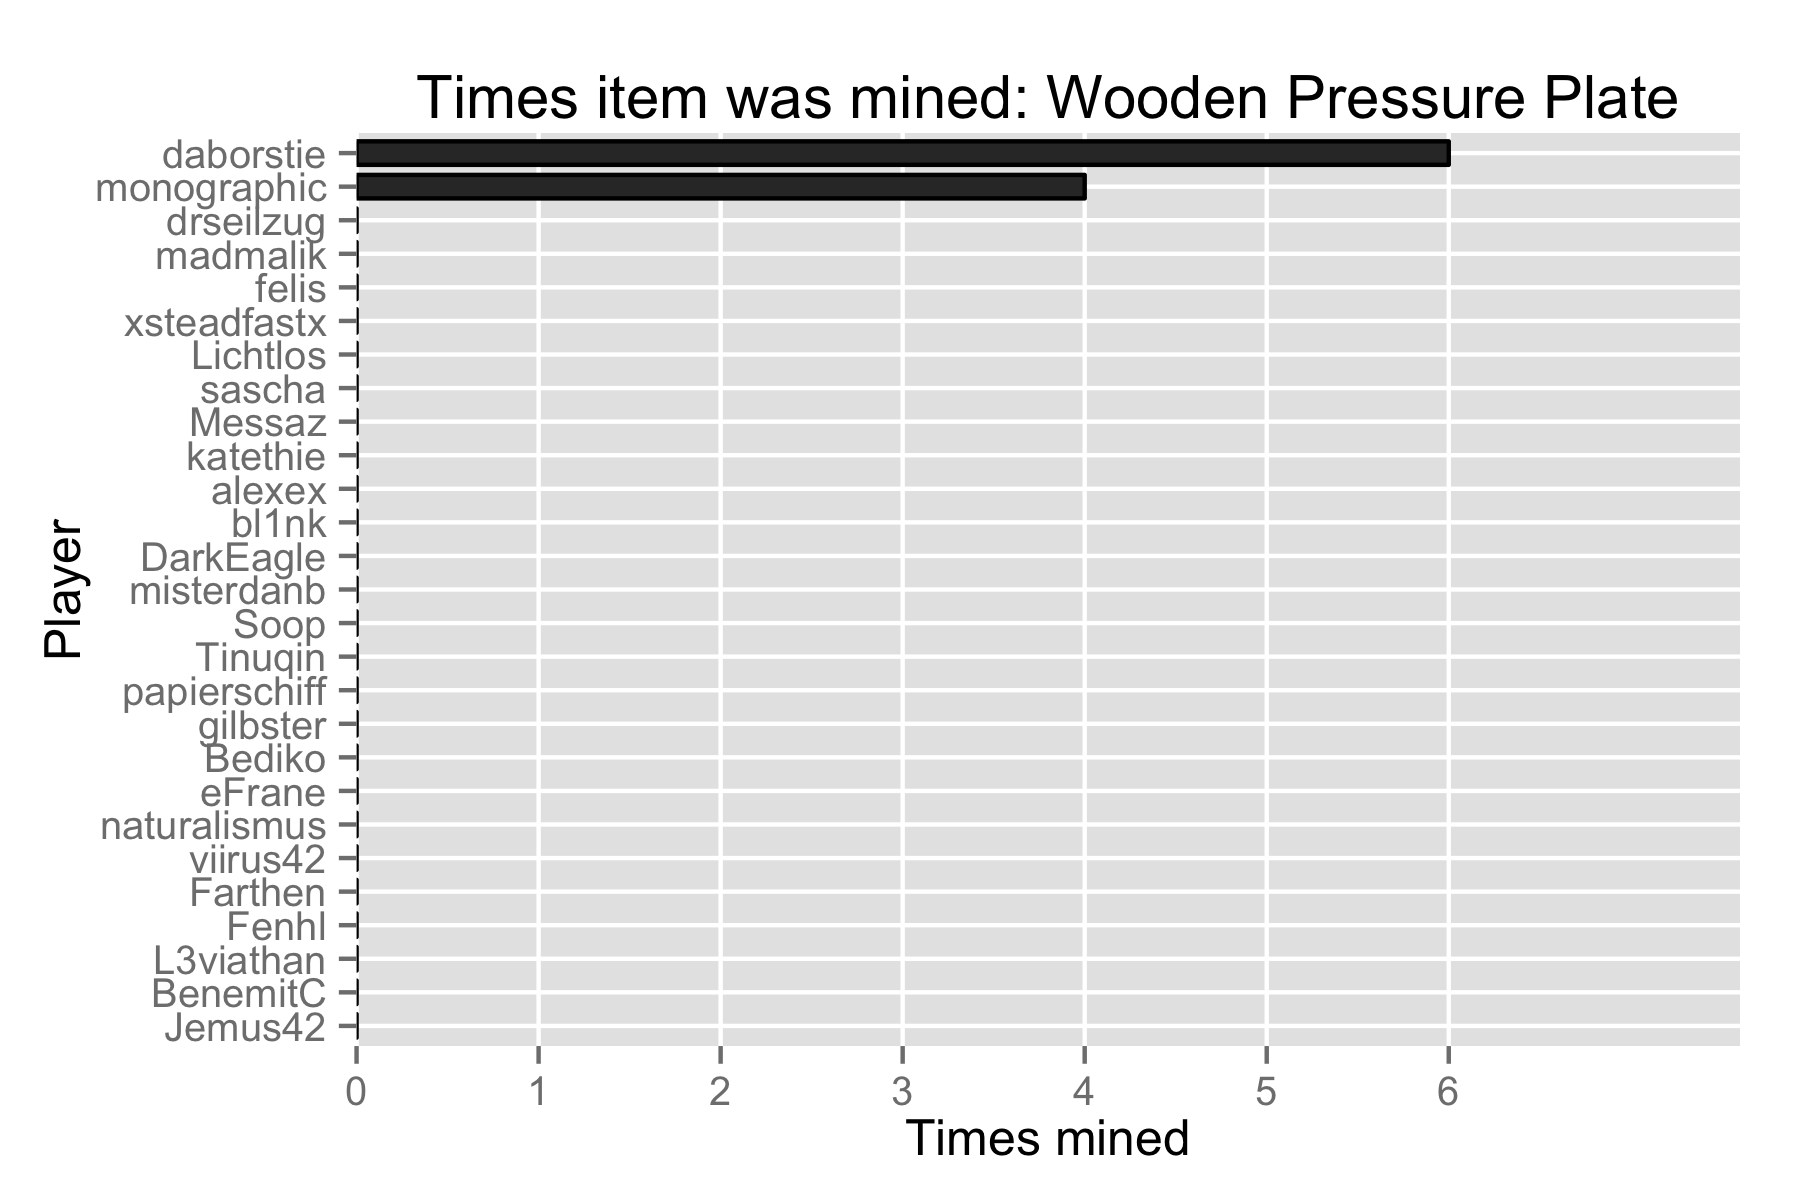 Times item was mined: Wooden Pressure Plate
daborstie
monographic
drseilzug
madmalik
felis
xsteadfastx
Lichtlos
sascha
Messaz
katethie
alexex
bl1nk
DarkEagle
misterdanb
Soop
Tinuqin
papierschiff
gilbster
Bediko
eFrane
naturalismus
viirus42
Farthen
Fenhl
L3viathan
BenemitC
Jemus42
Player
0 1 2 3 4 5 6
Times mined